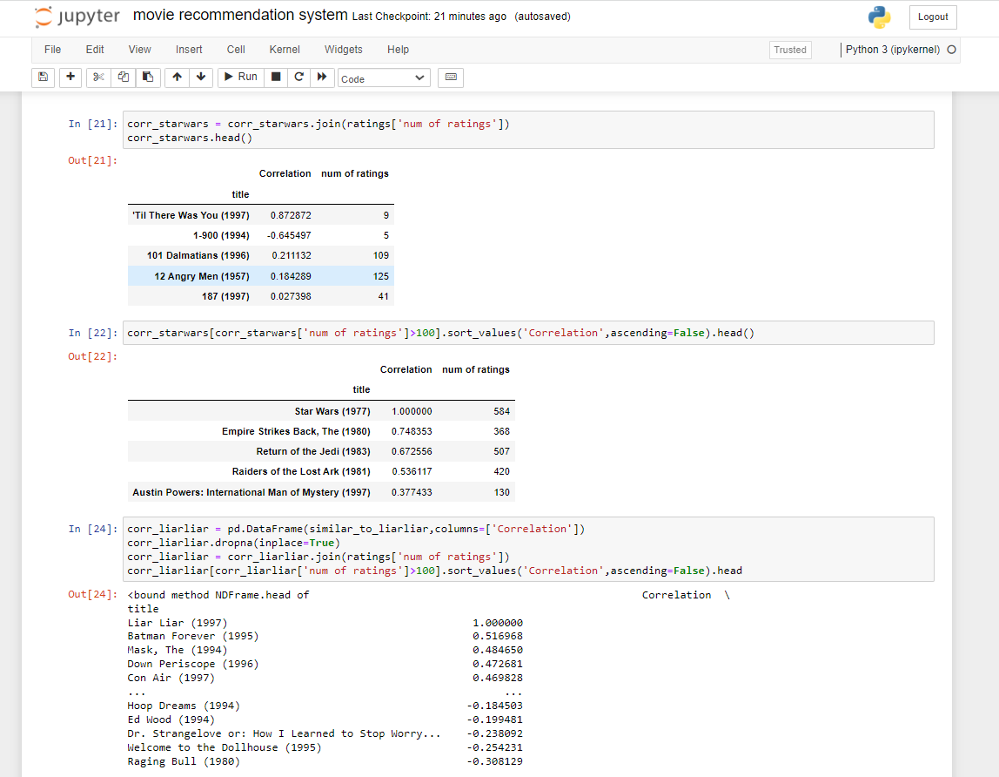 jupyter movie recommendation system Last Checkpoint: 21 minutes ago (autosaved) Logout
File Edit View Insert Cell Kernel Widgets Help Trusted Python 3 (ipykernel)
Run Code
In [21]: corr_starwars = corr_starwars.join(ratings['num of ratings'])
corr_starwars.head()
Out[21]:
Correlation num of ratings
title
'Til There Was You (1997) 0.872872 9
1-900 (1994) -0.645497 5
101 Dalmatians (1996) 0.211132 109
12 Angry Men (1957) 0.184289 125
187 (1997) 0.027398 41
In [22]: corr_starwars[corr_starwars['num of ratings']>100].sort_values('Correlation',ascending=False).head()
Out[22]:
Correlation num of ratings
title
Star Wars (1977) 1.000000 584
Empire Strikes Back, The (1980) 0.748353 368
Return of the Jedi (1983) 0.672556 507
Raiders of the Lost Ark (1981) 0.536117 420
Austin Powers: International Man of Mystery (1997) 0.377433 130
In [24]: corr_liarliar = pd.DataFrame(similar_to_liarliar,columns=['Correlation'])
corr_liarliar.dropna(inplace=True)
corr_liarliar = corr_liarliar.join(ratings['num of ratings'])
corr_liarliar[corr_liarliar['num of ratings']>100].sort_values('Correlation',ascending=False).head
Out[24]: <bound method NDFrame.head of Correlation \
title
Liar Liar (1997) 1.000000
Batman Forever (1995) 0.516968
Mask, The (1994) 0.484650
Down Periscope (1996) 0.472681
Con Air (1997) 0.469828
... ...
Hoop Dreams (1994) -0.184503
Ed Wood (1994) -0.199481
Dr. Strangelove or: How I Learned to Stop Worry... -0.238092
Welcome to the Dollhouse (1995) -0.254231
Raging Bull (1980) -0.308129